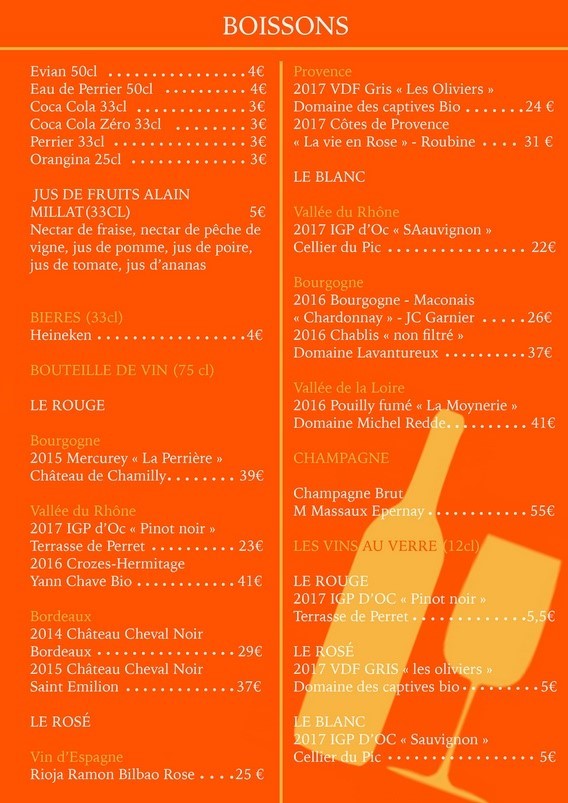 BOISSONS
Evian 50cl ..................4€
Eau de Perrier 50cl .......... 4€
Coca Cola 33cl ..............3€
Coca Cola Zéro 33cl .........3€
Perrier 33cl .................3€
Orangina 25cl ...............3€
JUS DE FRUITS ALAIN
MILLAT(33CL) 5€
Nectar de fraise, nectar de pêche de
vigne, jus de pomme, jus de poire,
jus de tomate, jus d'ananas
BIERES (33cl)
Heineken ...................4€
BOUTEILLE DE VIN (75 cl)
LE ROUGE
Bourgogne
2015 Mercurey « La Perrière »
Château de Chamilly........ 39€
Vallée du Rhône
2017 IGP d'Oc « Pinot noir »
Terrasse de Perret ..........23€
2016 Crozes-Hermitage
Yann Chave Bio ............41€
Bordeaux
2014 Château Cheval Noir
Bordeaux ................. 29€
2015 Château Cheval Noir
Saint Emilion .............37€
LE ROSÉ
Vin d'Espagne
Rioja Ramon Bilbao Rose ....25 €
Provence
2017 VDF Gris « Les Oliviers »
Domaine des captives Bio .......24 €
2017 Côtes de Provence
« La vie en Rose » - Roubine .... 31 €
LE BLANC
Vallée du Rhône
2017 IGP d'Oc « SAauvignon »
Cellier du Pic ................ 22€
Bourgogne
2016 Bourgogne - Maconais
« Chardonnay » - JC Garnier .....26€
2016 Chablis « non filtré »
Domaine Lavantureux ..........37€
Vallée de la Loire
2016 Pouilly fumé « La Moynerie »
Domaine Michel Redde.......... 41€
CHAMPAGNE
Champagne Brut
M Massaux Epernay ............55€
LES VINS AU VERRE (12cl)
LE ROUGE
2017 IGP D'OC « Pinot noir »
Terrasse de Perret .............5,5€
LE ROSÉ
2017 VDF GRIS « les oliviers »
Domaine des captives bio.........5€
LE BLANC
2017 IGP D'OC « Sauvignon »
Cellier du Pic ................. 5€